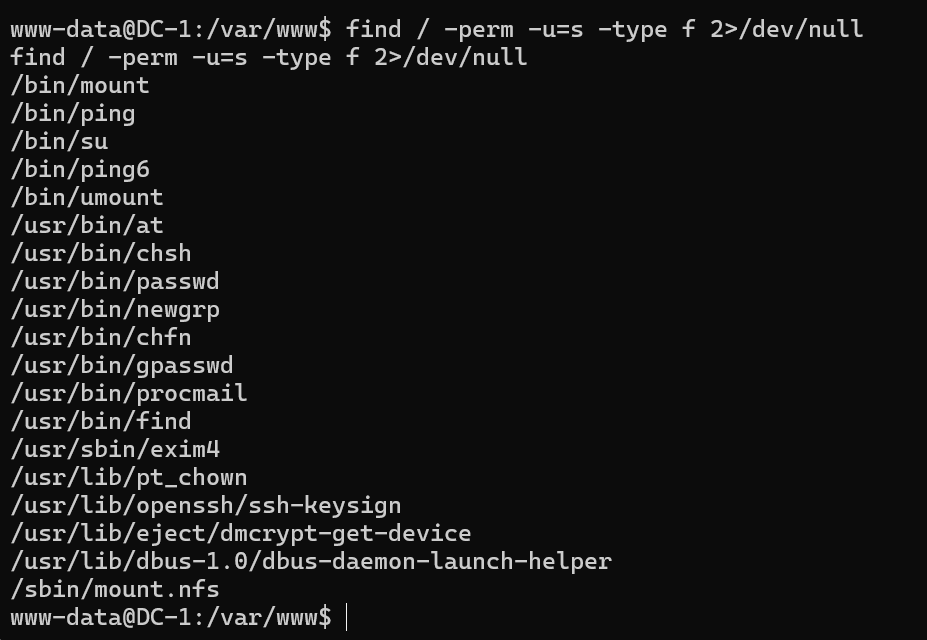 www-data@DC-1:/var/www$ find / -perm -u=s -type f 2>/dev/null
find / -perm -u=s -type f 2>/dev/null
/bin/mount
/bin/ping
/bin/su
/bin/ping6
/bin/umount
/usr/bin/at
/usr/bin/chsh
/usr/bin/passwd
/usr/bin/newgrp
/usr/bin/chfn
/usr/bin/gpasswd
/usr/bin/procmail
/usr/bin/find
/usr/sbin/exim4
/usr/lib/pt_chown
/usr/lib/openssh/ssh-keysign
/usr/lib/eject/dmcrypt-get-device
/usr/lib/dbus-1.0/dbus-daemon-launch-helper
/sbin/mount.nfs
www-data@DC-1:/var/www$